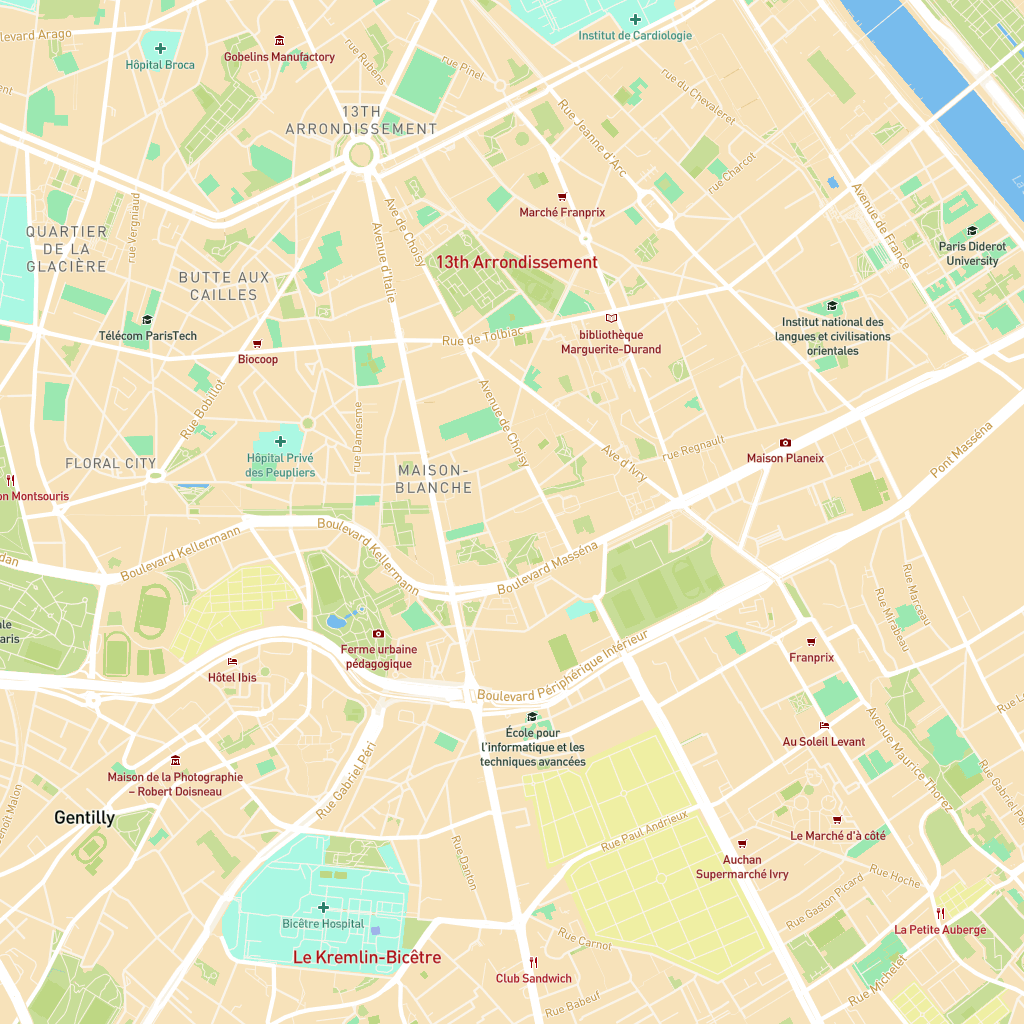 levard Arago
Hôpital Broca
Gobelins Manufactory
rue Rubens
rue Pinel
Institut de Cardiologie
rue du Chevaleret
13TH
ARRONDISSEMENT
Rue Jeanne d'Arc
rue Charcot
Marché Franprix
rue Vergniaud
QUARTIER
DE LA
GLACIÈRE
BUTTE AUX
CAILLES
Ave de Choisy
Avenue d'Italie
13th Arrondissement
Avenue de France
Paris Diderot
University
Télécom ParisTech
Biocoop
Rue de Tolbiac
bibliothèque
Marguerite-Durand
Institut national des
langues et civilisations
orientales
Rue Bobillot
rue Damesme
Avenue de Choisy
Ave d'Ivry
rue Regnault
Maison Planeix
Pont Masséna
FLORAL CITY
Hôpital Privé
des Peupliers
MAISON-
BLANCHE
on Montsouris
Boulevard Kellermann
Boulevard Kellermann
Boulevard Masséna
dan
Rue Marceau
Rue Mirabeau
ale
aris
Ferme urbaine
pédagogique
Hôtel Ibis
Boulevard Périphérique Intérieur
Franprix
École pour
l'informatique et les
techniques avancées
Au Soleil Levant
Avenue Maurice Thorez
Maison de la Photographie
– Robert Doisneau
Rue Gabriel Péri
Gentilly
Benoit Malon
Rue Danton
Rue Paul Andrieux
Le Marché d'à côté
Auchan
Supermarché Ivry
Rue Hoche
Rue Gaston Picard
Bicêtre Hospital
Le Kremlin-Bicêtre
Rue Carnot
Club Sandwich
La Petite Auberge
Rue Michelet
Rue Babeuf